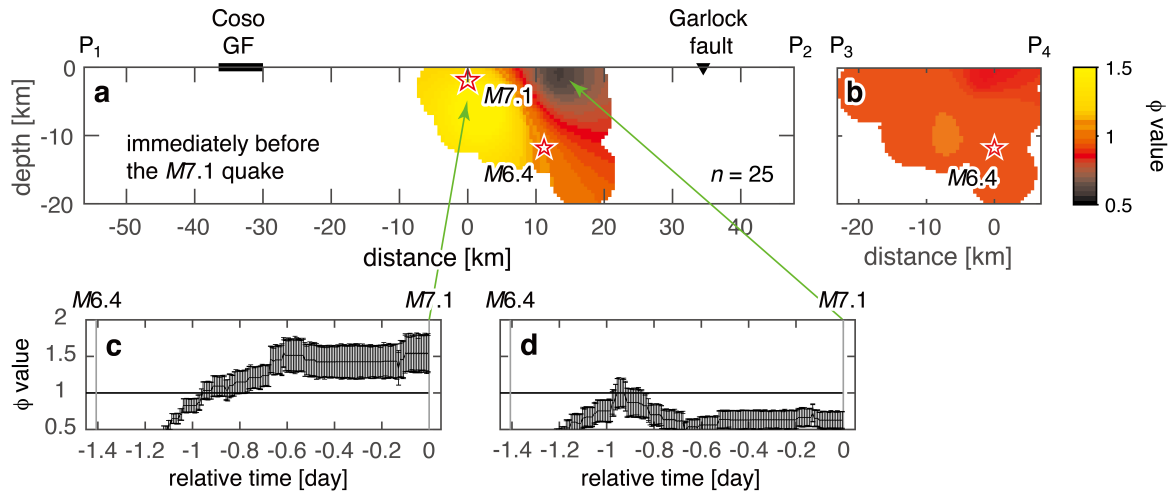 Coso
GF
Garlock
fault
P1 P2 P3 P4
0 a M7.1 b 1.5
depth [km] -10 immediately before
the M7.1 quake M6.4 n = 25 M6.4 1 ϕ value
-20 0.5
-50 -40 -30 -20 -10 0 10 20 30 40 -20 -10 0
distance [km] distance [km]
M6.4 M7.1 M6.4 M7.1
2 c d
1.5
ϕ value 1
0.5
-1.4 -1.2 -1 -0.8 -0.6 -0.4 -0.2 0 -1.4 -1.2 -1 -0.8 -0.6 -0.4 -0.2 0
relative time [day] relative time [day]